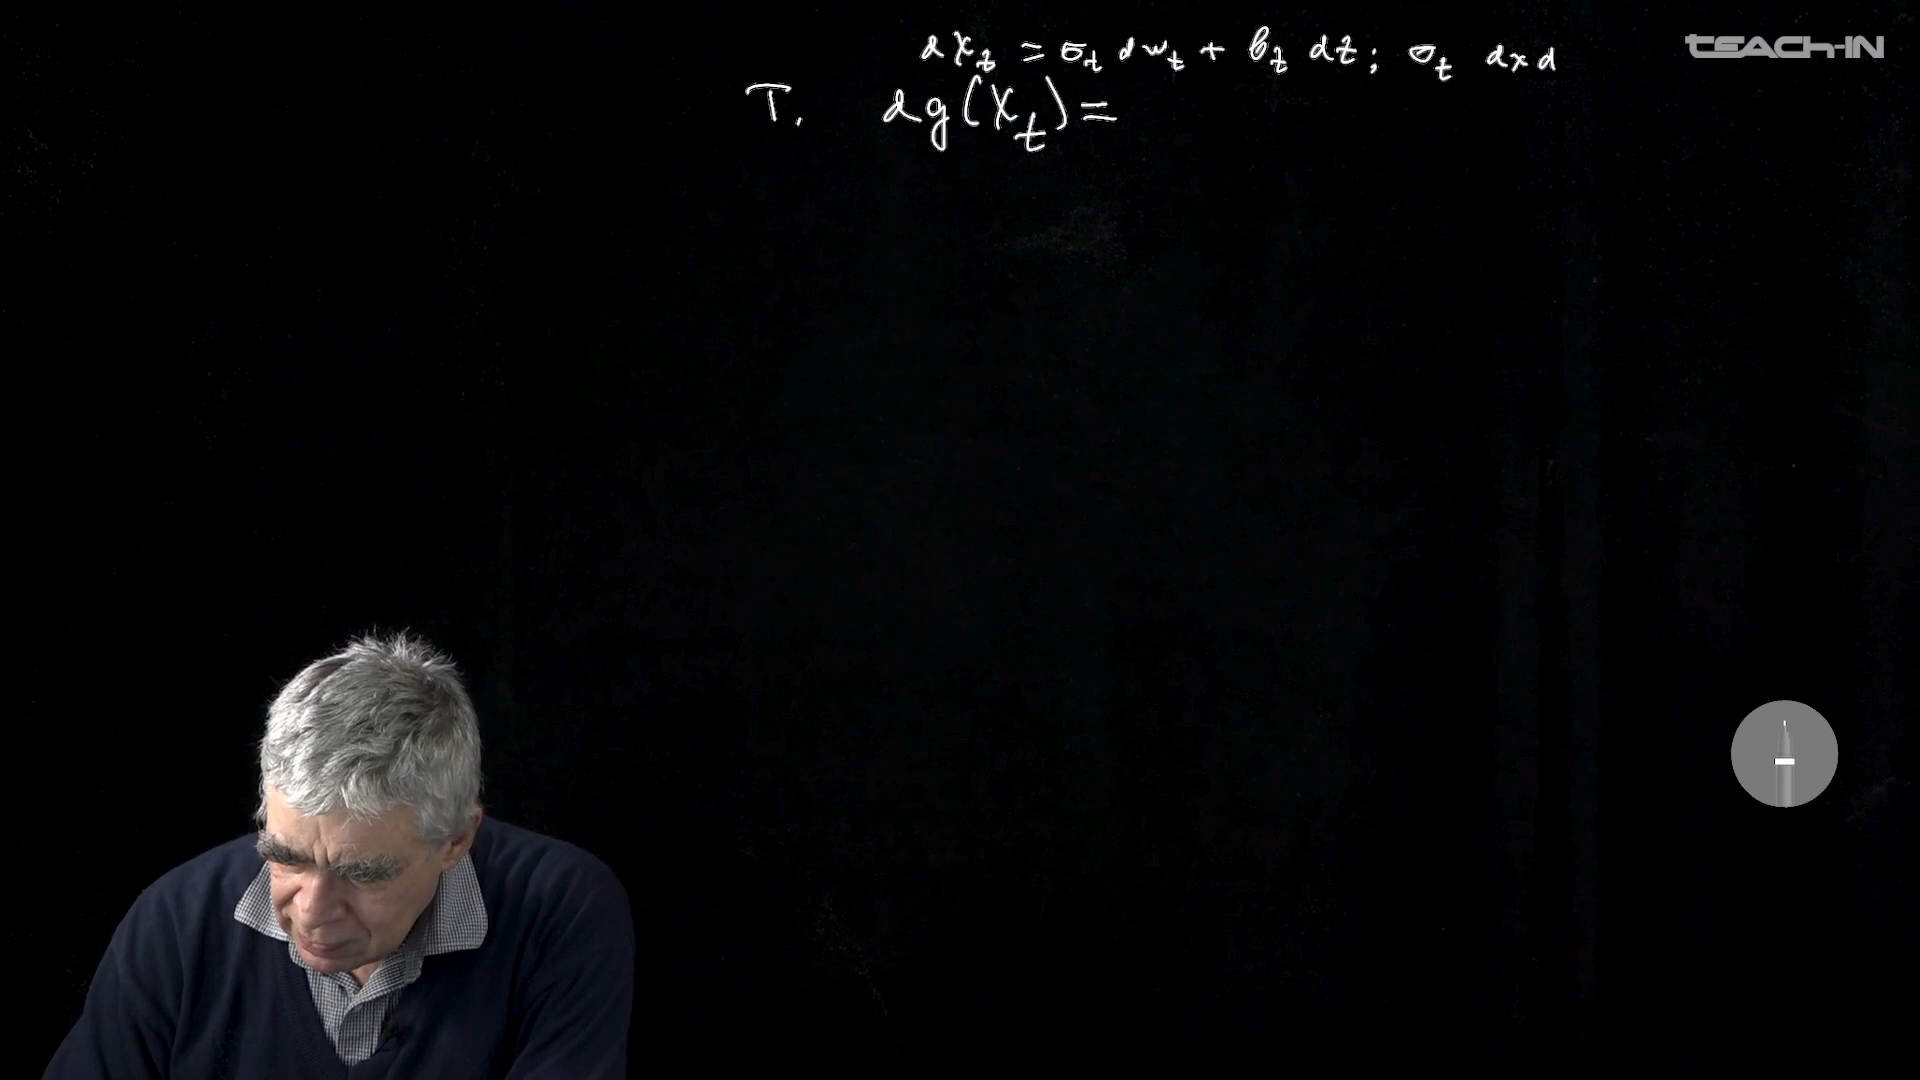 teach-in
dX_t = σ_t dw_t + b_t dt; σ_t d×d
T. dg(X_t) =